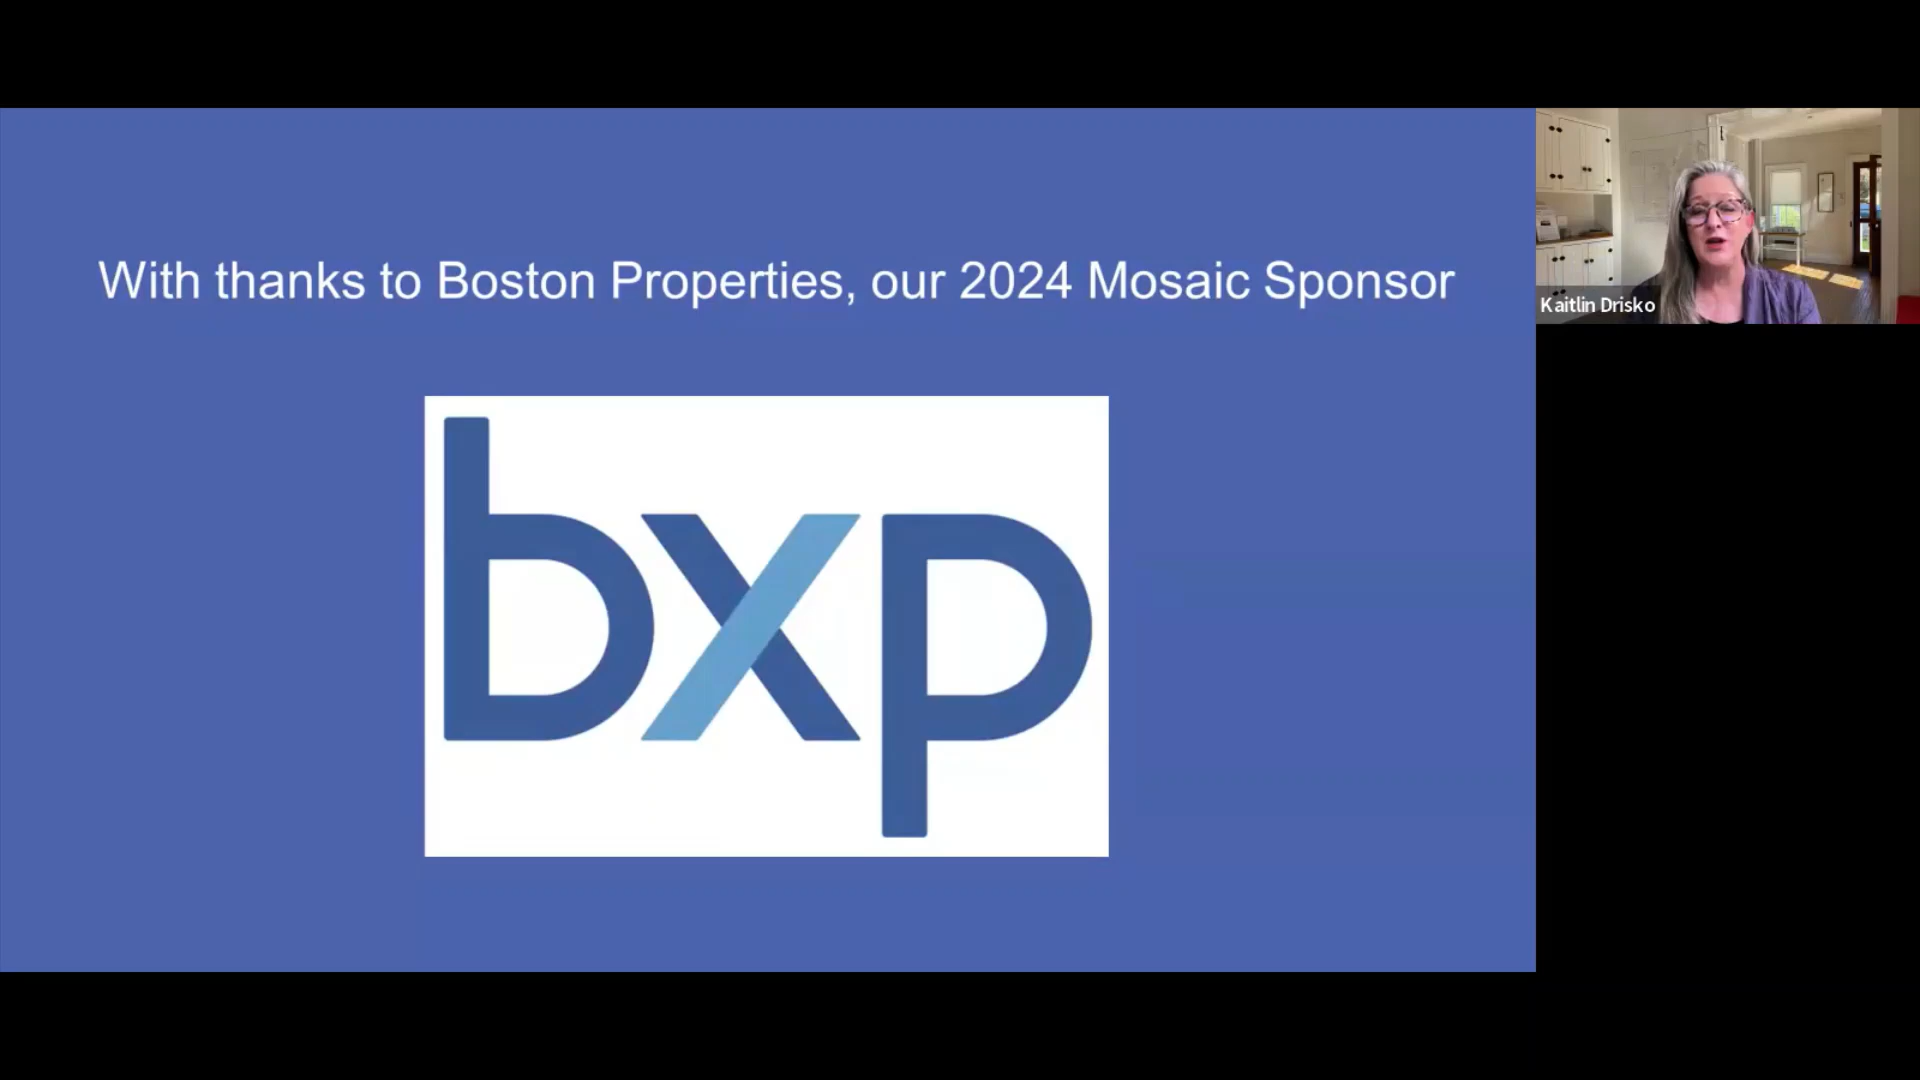 With thanks to Boston Properties, our 2024 Mosaic Sponsor
Kaitlin Drisko
bxp